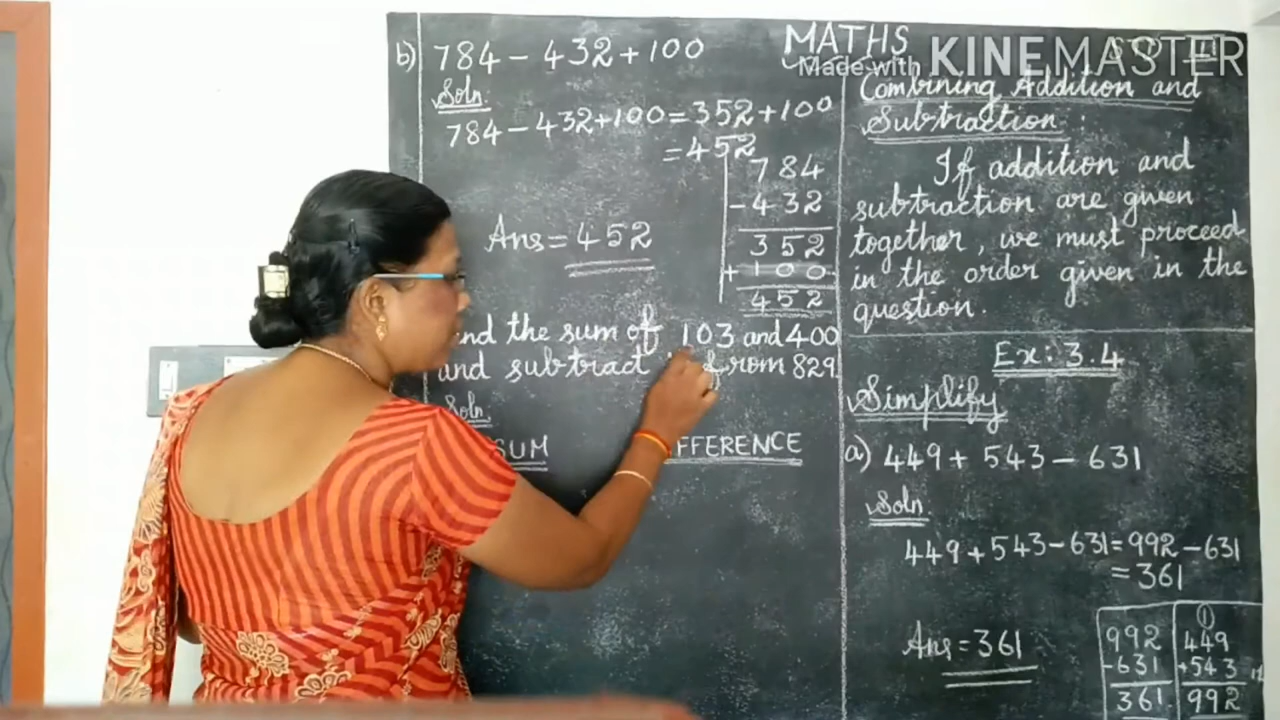 b) 784 - 432 + 100
Soln.
784 - 432 + 100 = 352 + 100
= 452
784
- 432
352
+ 100
452
Ans = 452
the sum of 103 and 400
and subtract from 829
Soln.
SUM
MATHS
Made with KINEMASTER
Combining Addition and
Subtraction :
If addition and
subtraction are given
together, we must proceed
in the order given in the
question.
Ex: 3.4
Simplify
a) 449 + 543 - 631
Soln.
449 + 543 - 631 = 992 - 631
= 361
Ans = 361
992
- 631
361
1
449
+ 543
992